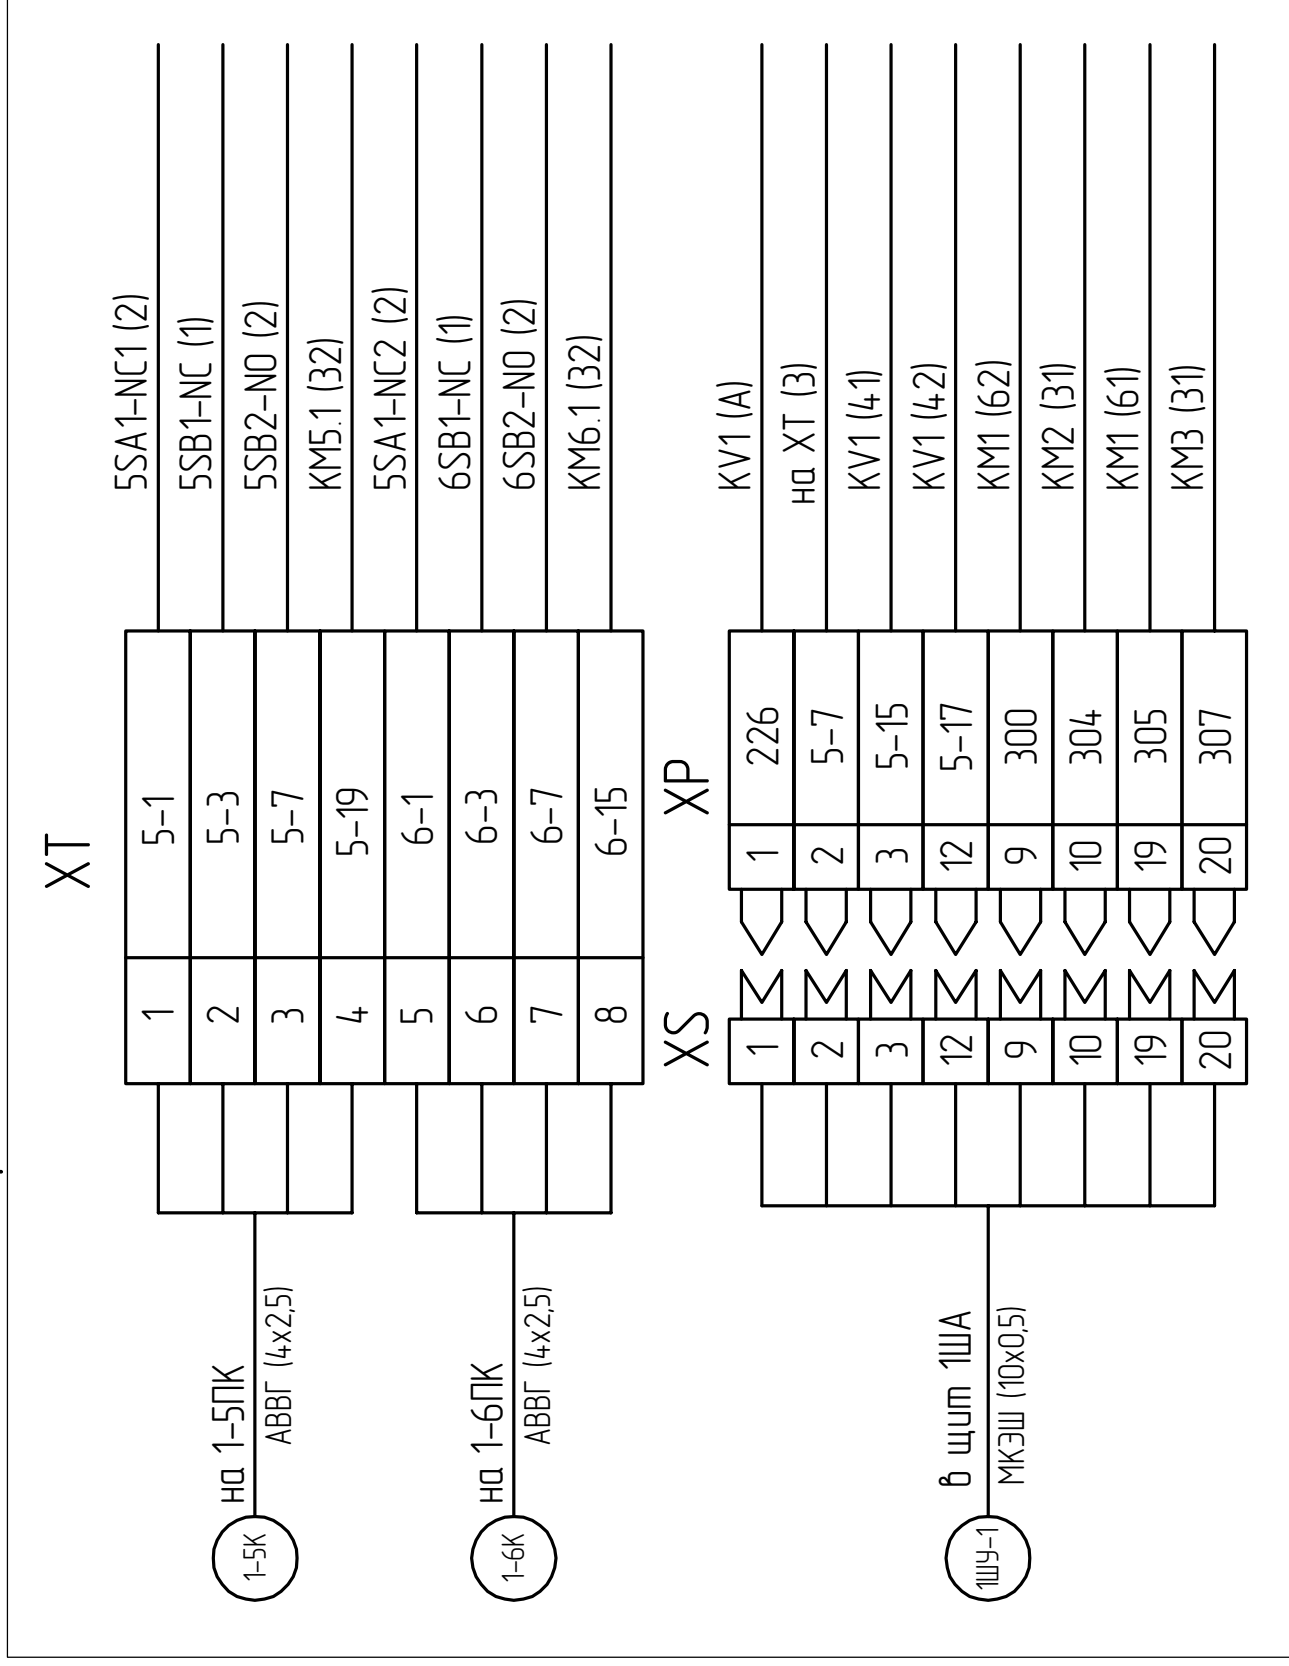 XT
1 5-1 5SA1-NC1 (2)
2 5-3 5SB1-NC (1)
3 5-7 5SB2-NO (2)
4 5-19 KM5.1 (32)
5 6-1 5SA1-NC2 (2)
6 6-3 6SB1-NC (1)
7 6-7 6SB2-NO (2)
8 6-15 KM6.1 (32)
1-5К
на 1-5ПК
АВВГ (4x2,5)
1-6К
на 1-6ПК
АВВГ (4x2,5)
XS XP
1 1 226 KV1 (A)
2 2 5-7 на XT (3)
3 3 5-15 KV1 (41)
12 12 5-17 KV1 (42)
9 9 300 KM1 (62)
10 10 304 KM2 (31)
19 19 305 KM1 (61)
20 20 307 KM3 (31)
1ШУ-1
в щит 1ША
МКЭШ (10x0,5)